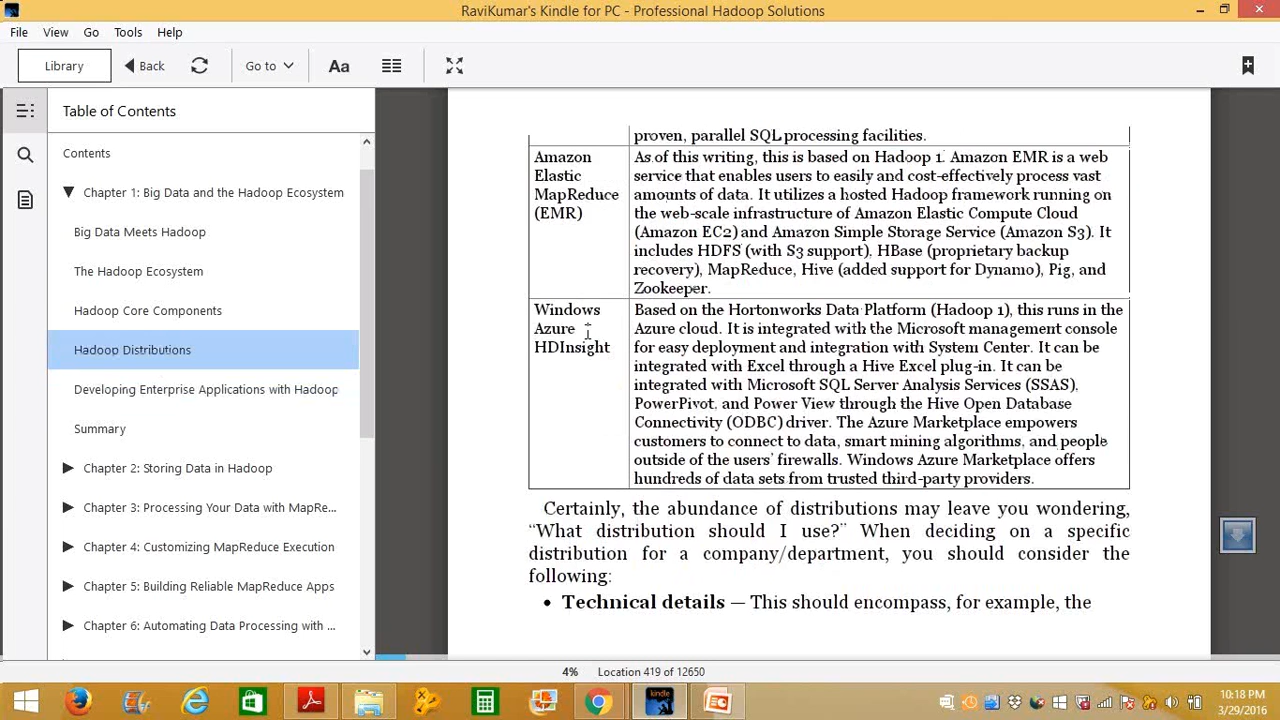 RaviKumar's Kindle for PC - Professional Hadoop Solutions
File View Go Tools Help
Library Back Go to Aa
Table of Contents
Contents
Chapter 1: Big Data and the Hadoop Ecosystem
Big Data Meets Hadoop
The Hadoop Ecosystem
Hadoop Core Components
Hadoop Distributions
Developing Enterprise Applications with Hadoop
Summary
Chapter 2: Storing Data in Hadoop
Chapter 3: Processing Your Data with MapRe...
Chapter 4: Customizing MapReduce Execution
Chapter 5: Building Reliable MapReduce Apps
Chapter 6: Automating Data Processing with ...
proven, parallel SQL processing facilities.
Amazon
Elastic
MapReduce
(EMR)
As of this writing, this is based on Hadoop 1. Amazon EMR is a web
service that enables users to easily and cost-effectively process vast
amounts of data. It utilizes a hosted Hadoop framework running on
the web-scale infrastructure of Amazon Elastic Compute Cloud
(Amazon EC2) and Amazon Simple Storage Service (Amazon S3). It
includes HDFS (with S3 support), HBase (proprietary backup
recovery), MapReduce, Hive (added support for Dynamo), Pig, and
Zookeeper.
Windows
Azure
HDInsight
Based on the Hortonworks Data Platform (Hadoop 1), this runs in the
Azure cloud. It is integrated with the Microsoft management console
for easy deployment and integration with System Center. It can be
integrated with Excel through a Hive Excel plug-in. It can be
integrated with Microsoft SQL Server Analysis Services (SSAS),
PowerPivot, and Power View through the Hive Open Database
Connectivity (ODBC) driver. The Azure Marketplace empowers
customers to connect to data, smart mining algorithms, and people
outside of the users' firewalls. Windows Azure Marketplace offers
hundreds of data sets from trusted third-party providers.
Certainly, the abundance of distributions may leave you wondering,
“What distribution should I use?” When deciding on a specific
distribution for a company/department, you should consider the
following:
• Technical details — This should encompass, for example, the
4% Location 419 of 12650
kindle
10:18 PM
3/29/2016